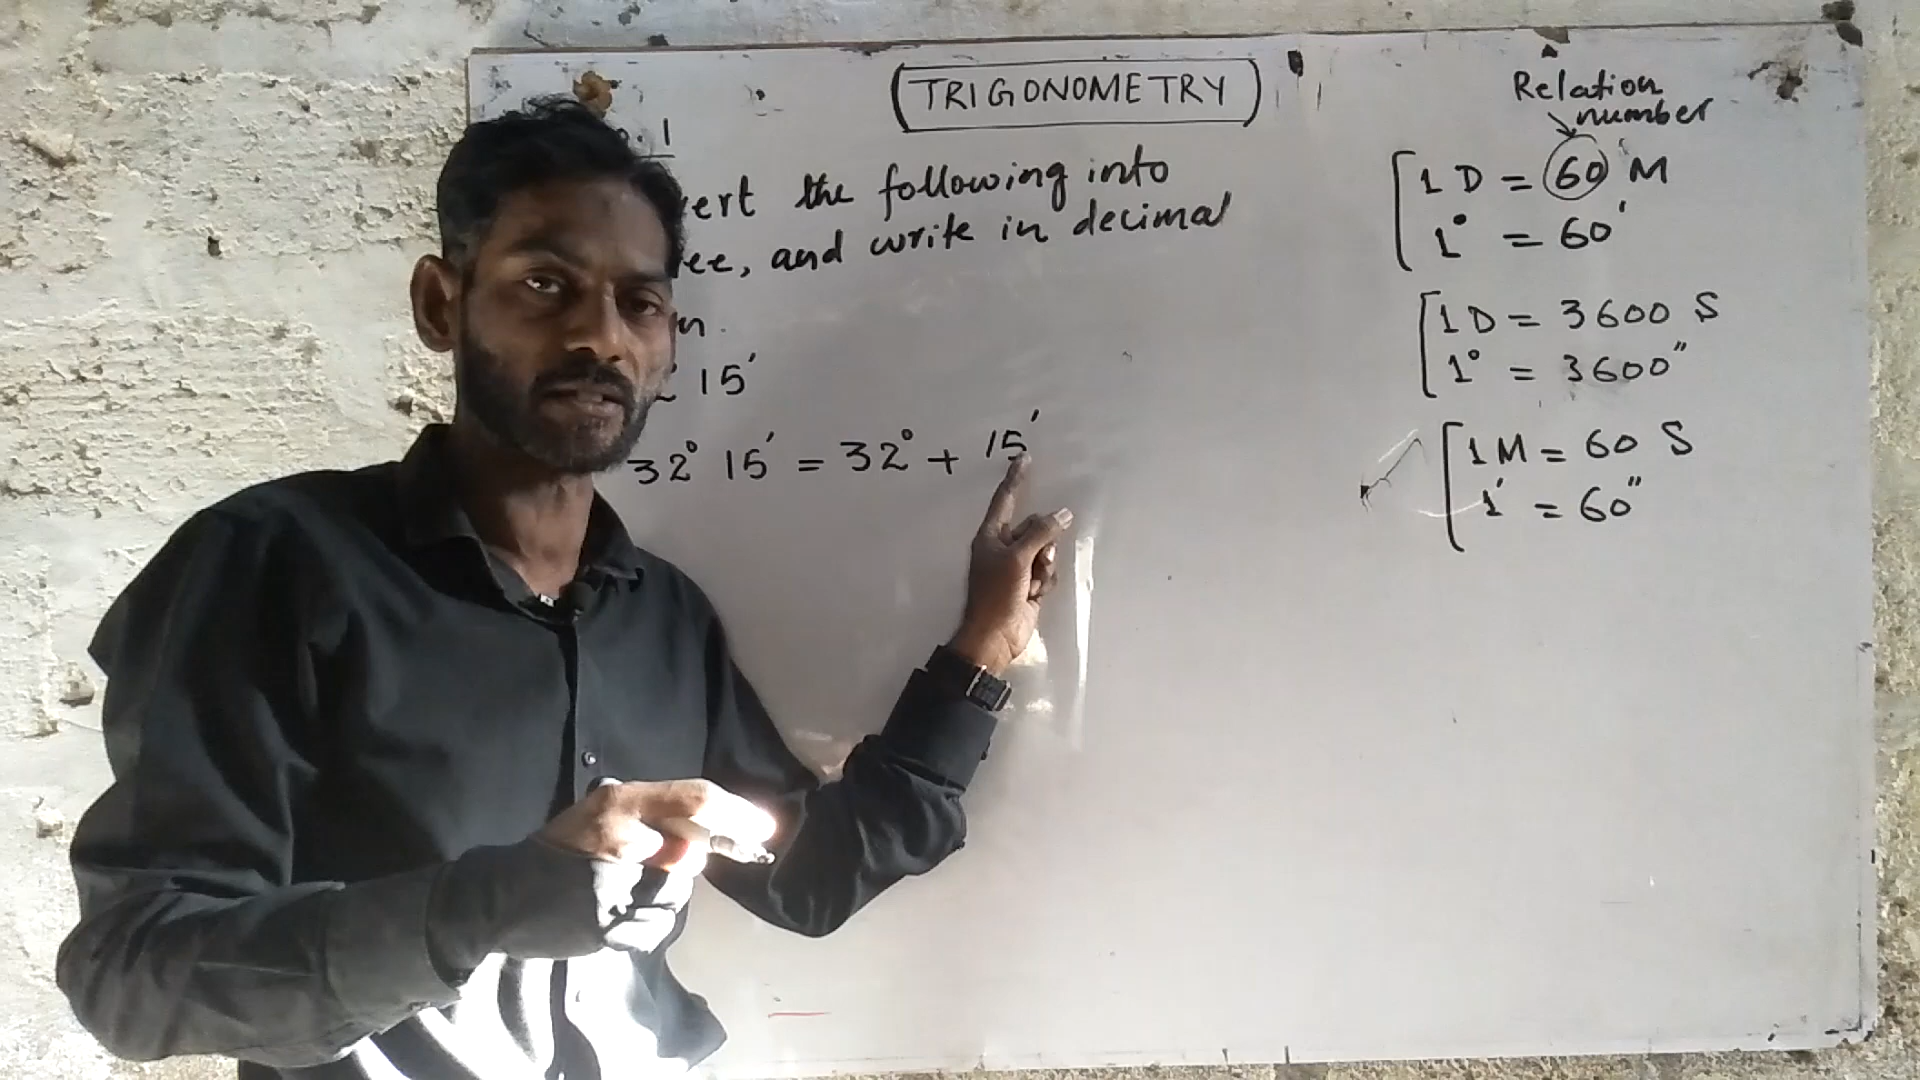 TRIGONOMETRY
. 1
ert the following into
ee, and write in decimal
n.
15′
32° 15′ = 32° + 15′
Relation
number
1 D = 60 M
1° = 60′
1 D = 3600 S
1° = 3600″
1 M = 60 S
1′ = 60″